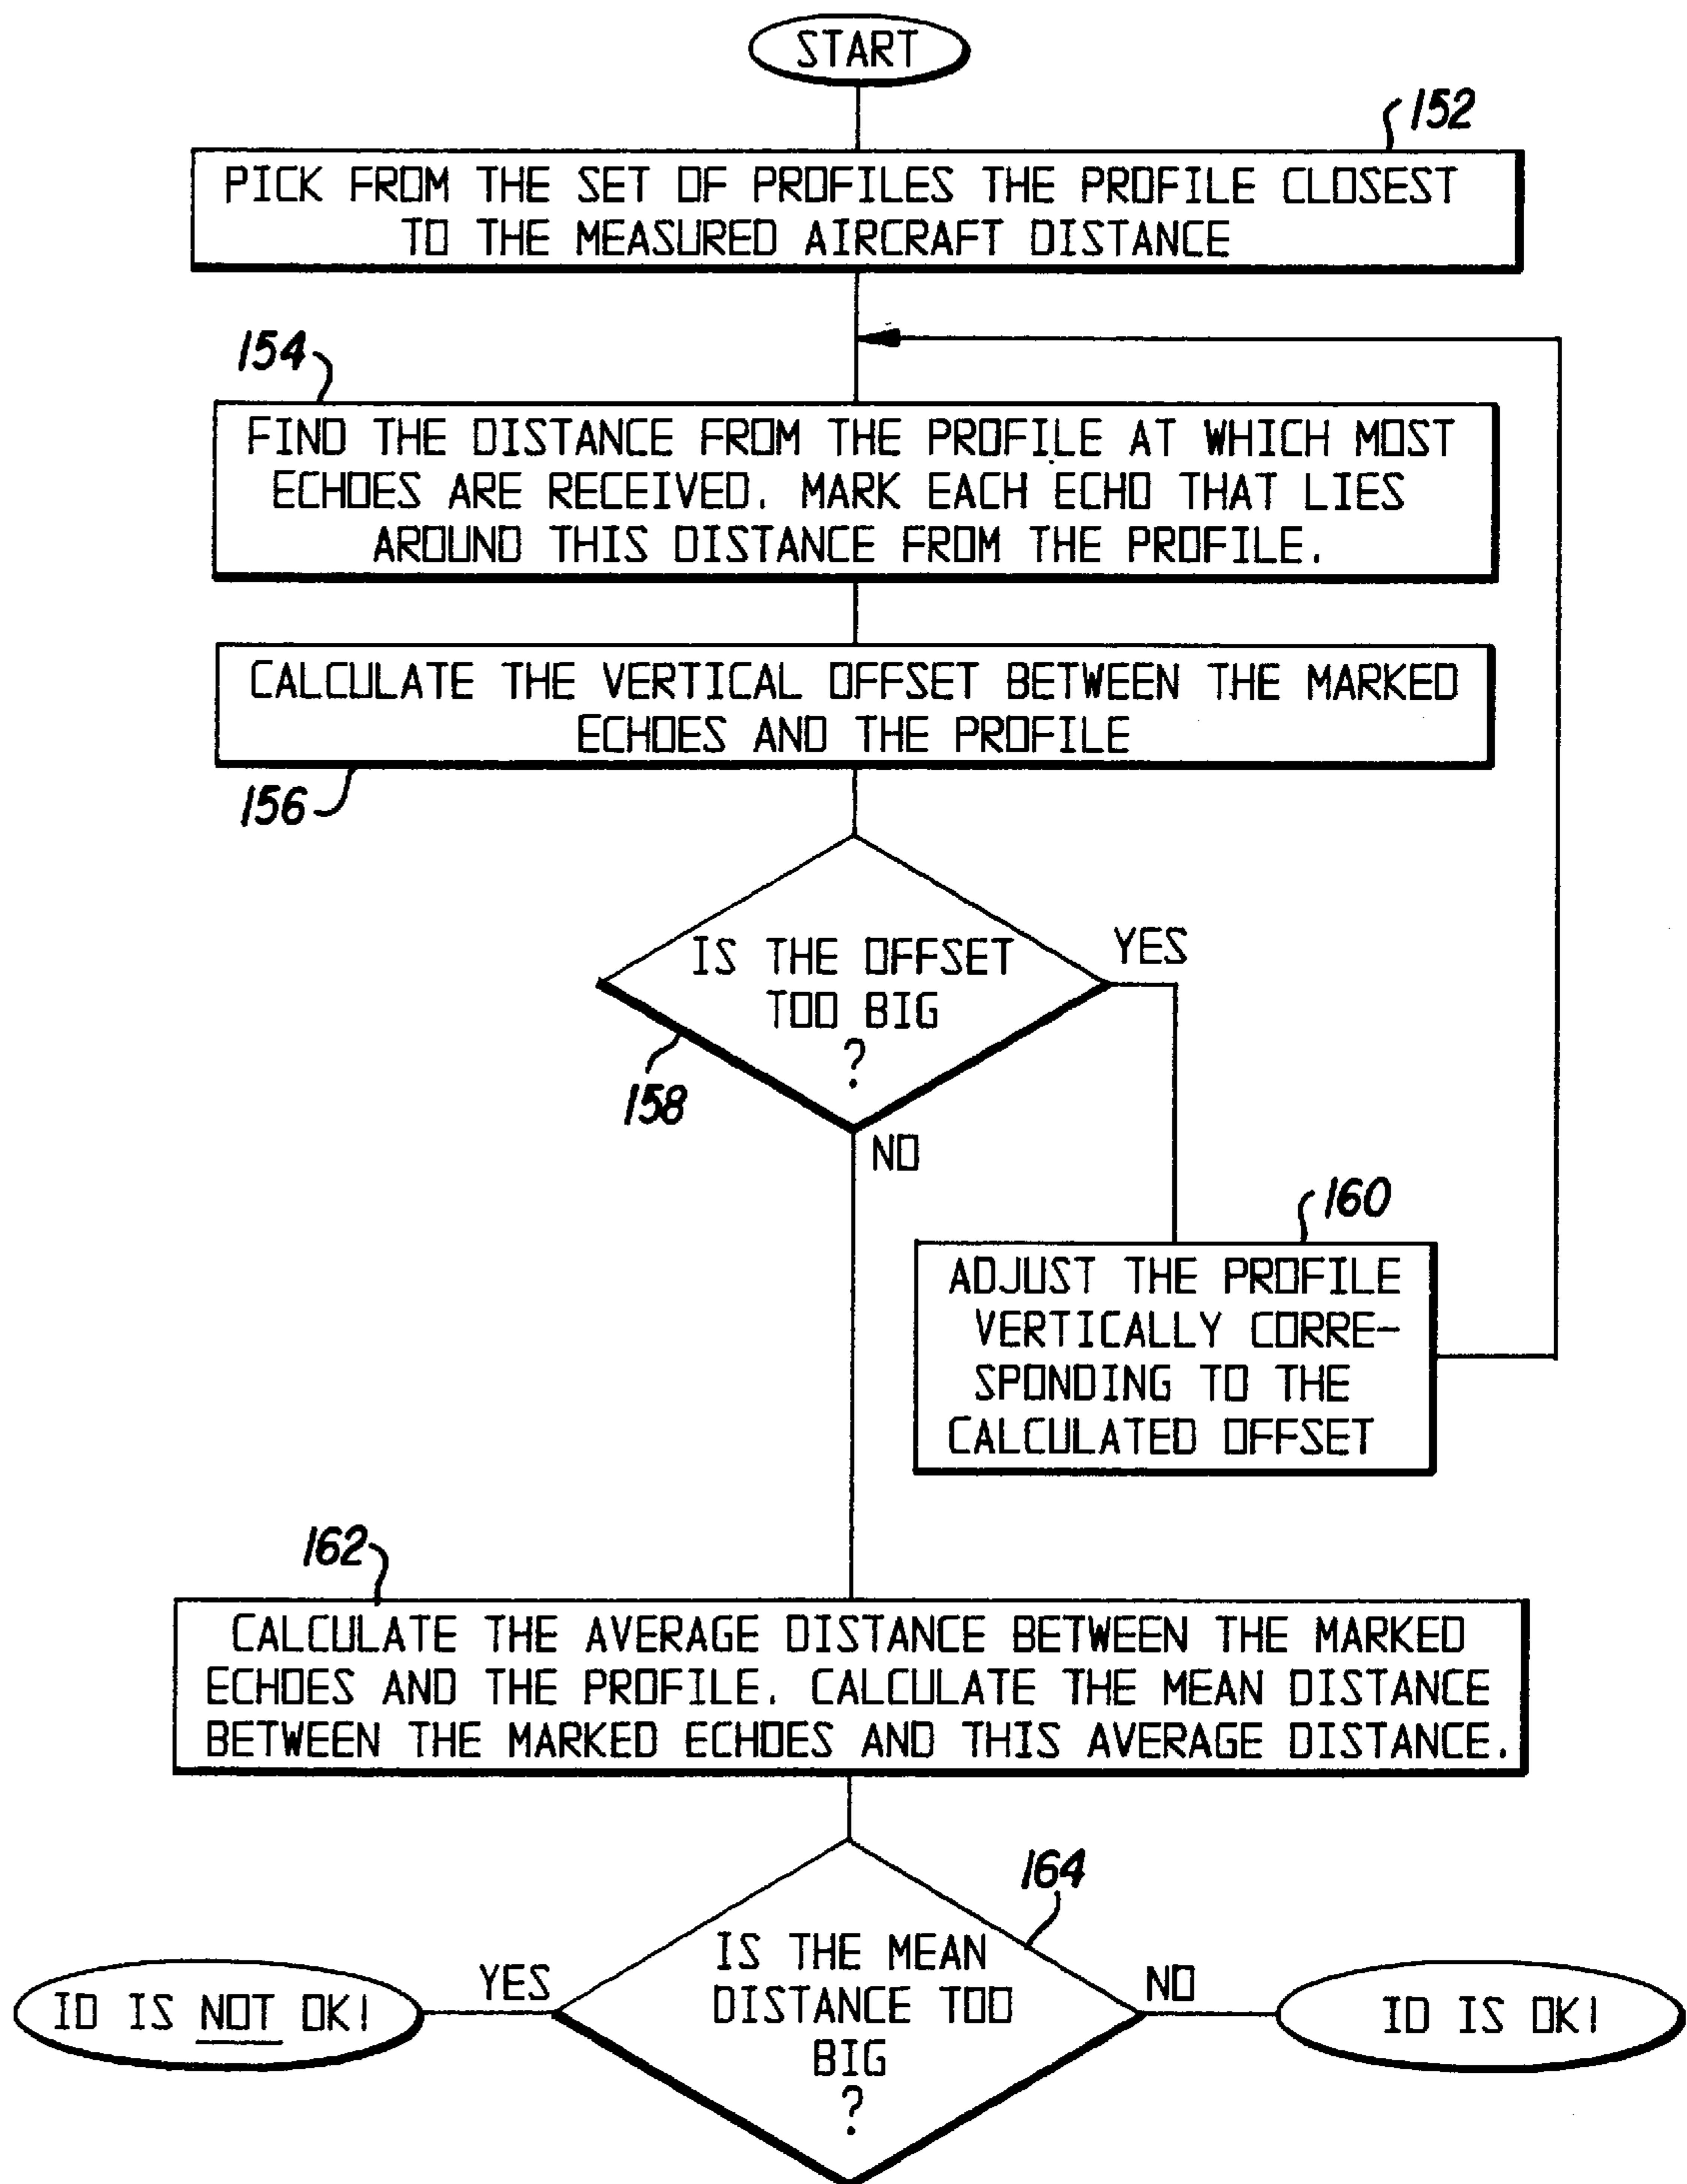 START
152
PICK FROM THE SET OF PROFILES THE PROFILE CLOSEST
TO THE MEASURED AIRCRAFT DISTANCE
154
FIND THE DISTANCE FROM THE PROFILE AT WHICH MOST
ECHOES ARE RECEIVED. MARK EACH ECHO THAT LIES
AROUND THIS DISTANCE FROM THE PROFILE.
CALCULATE THE VERTICAL OFFSET BETWEEN THE MARKED
ECHOES AND THE PROFILE
156
IS THE OFFSET
TOO BIG
?
YES
158
NO
160
ADJUST THE PROFILE
VERTICALLY CORRE-
SPONDING TO THE
CALCULATED OFFSET
162
CALCULATE THE AVERAGE DISTANCE BETWEEN THE MARKED
ECHOES AND THE PROFILE. CALCULATE THE MEAN DISTANCE
BETWEEN THE MARKED ECHOES AND THIS AVERAGE DISTANCE.
164
IS THE MEAN
DISTANCE TOO
BIG
?
YES
ID IS NOT OK!
NO
ID IS OK!